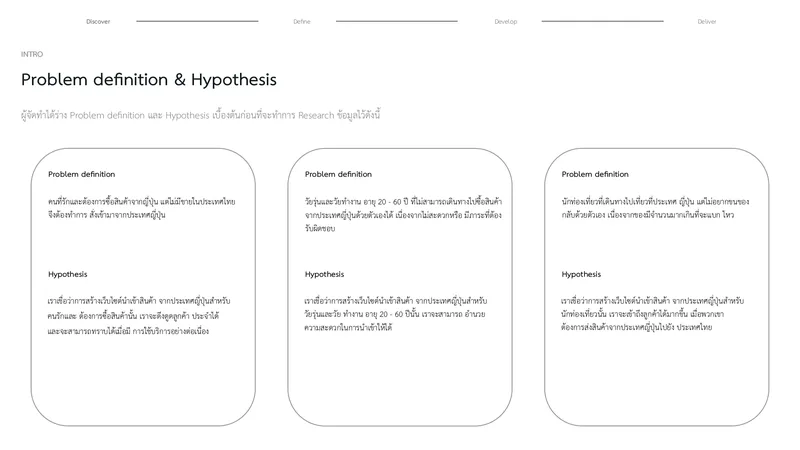 Discover
Define
Develop
Deliver
INTRO
Problem definition & Hypothesis
ผู้จัดทำได้ร่าง Problem definition และ Hypothesis เบื้องต้นก่อนที่จะทำการ Research ข้อมูลไว้ดังนี้
Problem definition
คนที่รักและต้องการซื้อสินค้าจากญี่ปุ่น แต่ไม่มีขายในประเทศไทย
จึงต้องทำการ สั่งเข้ามาจากประเทศญี่ปุ่น
Hypothesis
เราเชื่อว่าการสร้างเว็บไซต์นำเข้าสินค้า จากประเทศญี่ปุ่นสำหรับ
คนรักและ ต้องการซื้อสินค้านั้น เราจะดึงดูดลูกค้า ประจำได้
และจะสามารถทราบได้เมื่อมี การใช้บริการอย่างต่อเนื่อง
Problem definition
วัยรุ่นและวัยทำงาน อายุ 20 - 60 ปี ที่ไม่สามารถเดินทางไปซื้อสินค้า
จากประเทศญี่ปุ่นด้วยตัวเองได้ เนื่องจากไม่สะดวกหรือ มีภาระที่ต้อง
รับผิดชอบ
Hypothesis
เราเชื่อว่าการสร้างเว็บไซต์นำเข้าสินค้า จากประเทศญี่ปุ่นสำหรับ
วัยรุ่นและวัย ทำงาน อายุ 20 - 60 ปีนั้น เราจะสามารถ อำนวย
ความสะดวกในการนำเข้าให้ได้
Problem definition
นักท่องเที่ยวที่เดินทางไปเที่ยวที่ประเทศ ญี่ปุ่น แต่ไม่อยากขนของ
กลับด้วยตัวเอง เนื่องจากของมีจำนวนมากเกินที่จะแบก ไหว
Hypothesis
เราเชื่อว่าการสร้างเว็บไซต์นำเข้าสินค้า จากประเทศญี่ปุ่นสำหรับ
นักท่องเที่ยวนั้น เราจะเข้าถึงลูกค้าได้มากขึ้น เมื่อพวกเขา
ต้องการส่งสินค้าจากประเทศญี่ปุ่นไปยัง ประเทศไทย